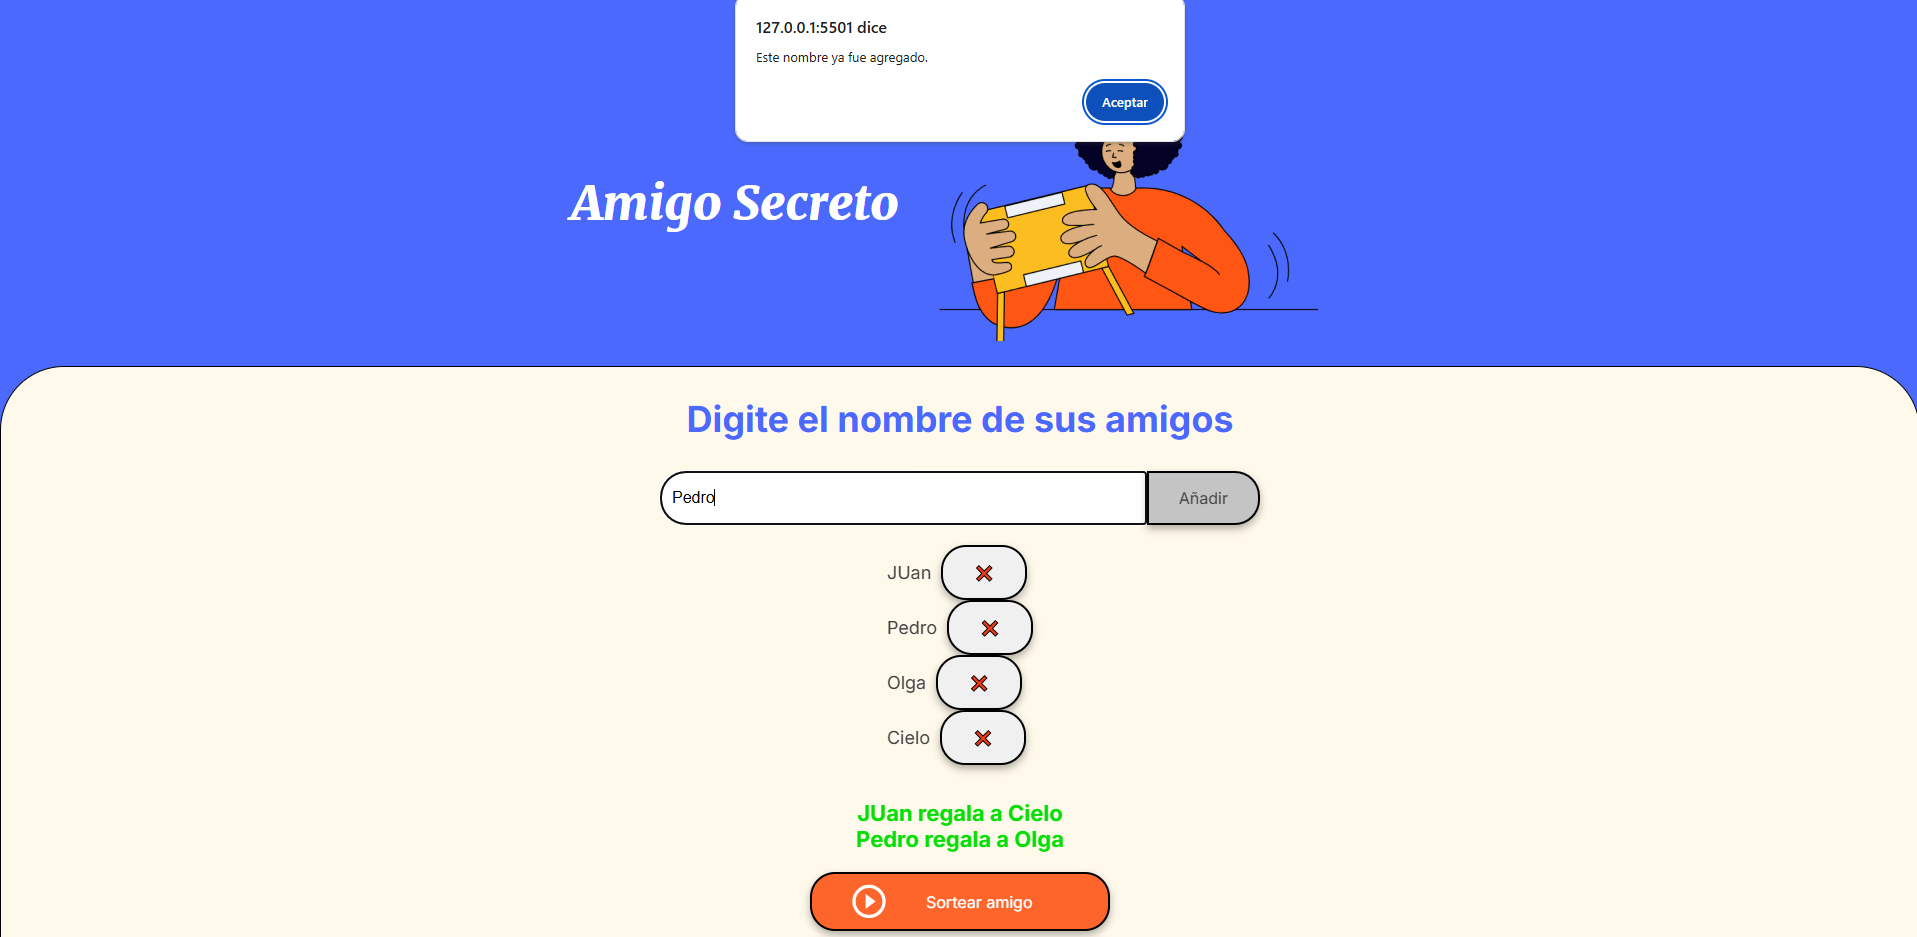 127.0.0.1:5501 dice
Este nombre ya fue agregado.
Aceptar
Amigo Secreto
Digite el nombre de sus amigos
Pedro
Añadir
JUan
Pedro
Olga
Cielo
JUan regala a Cielo
Pedro regala a Olga
Sortear amigo